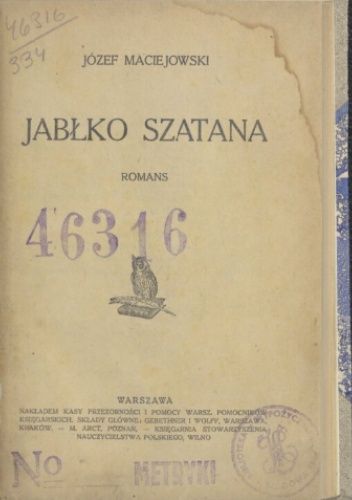 46316
334
JÓZEF MACIEJOWSKI
JABŁKO SZATANA
ROMANS
46316
WARSZAWA
NAKŁADEM KASY PRZEZORNOŚCI I POMOCY WARSZ. POMOCNIKÓW
KSIĘGARSKICH. SKŁADY GŁÓWNE: GEBETHNER I WOLFF, WARSZAWA,
KRAKÓW. — M. ARCT, POZNAŃ, — KSIĘGARNIA STOWARZYSZENIA
NAUCZYCIELSTWA POLSKIEGO, WILNO
No METRYKI